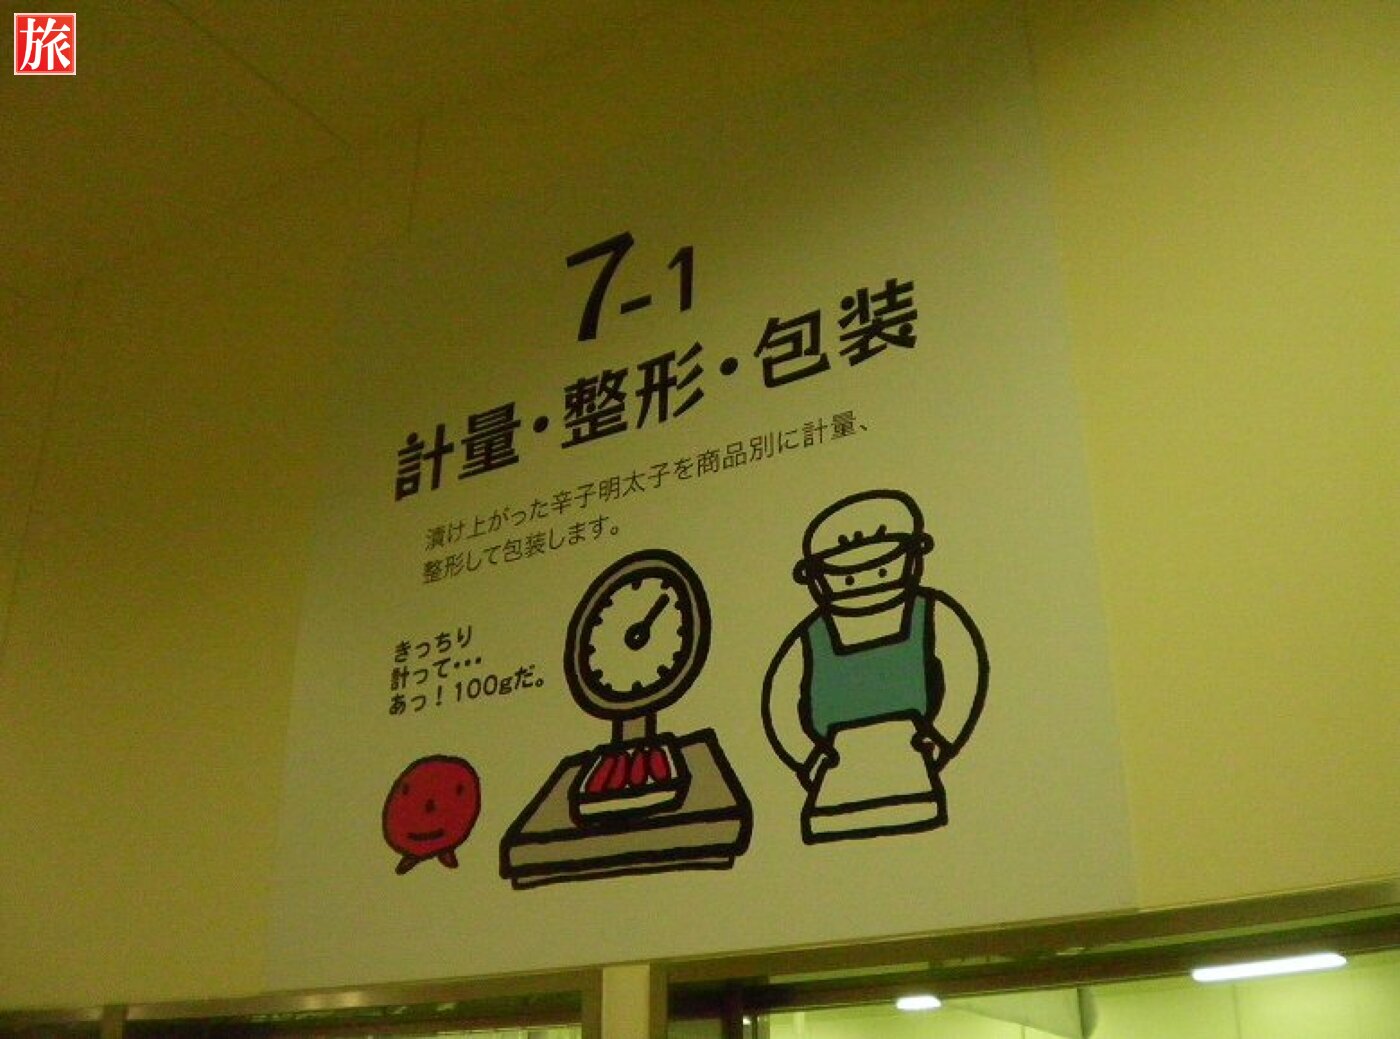 旅
7-1
計量・整形・包装
漬け上がった辛子明太子を商品別に計量、
整形して包装します。
きっちり
計って…
あっ！100gだ。